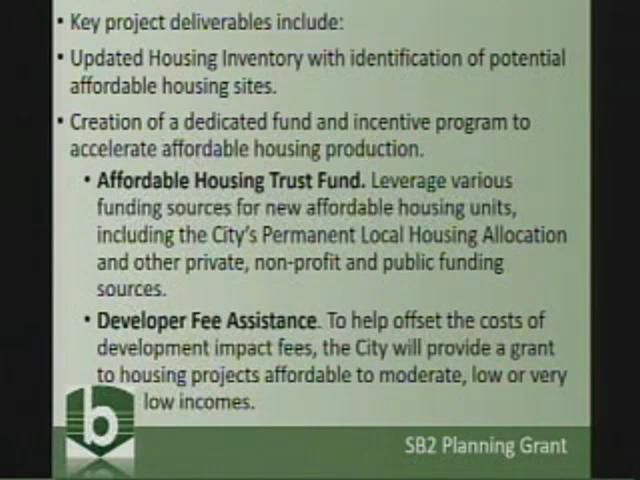 • Key project deliverables include:
• Updated Housing Inventory with identification of potential
affordable housing sites.
• Creation of a dedicated fund and incentive program to
accelerate affordable housing production.
• Affordable Housing Trust Fund. Leverage various
funding sources for new affordable housing units,
including the City's Permanent Local Housing Allocation
and other private, non-profit and public funding
sources.
• Developer Fee Assistance. To help offset the costs of
development impact fees, the City will provide a grant
to housing projects affordable to moderate, low or very
low incomes.
b
SB2 Planning Grant